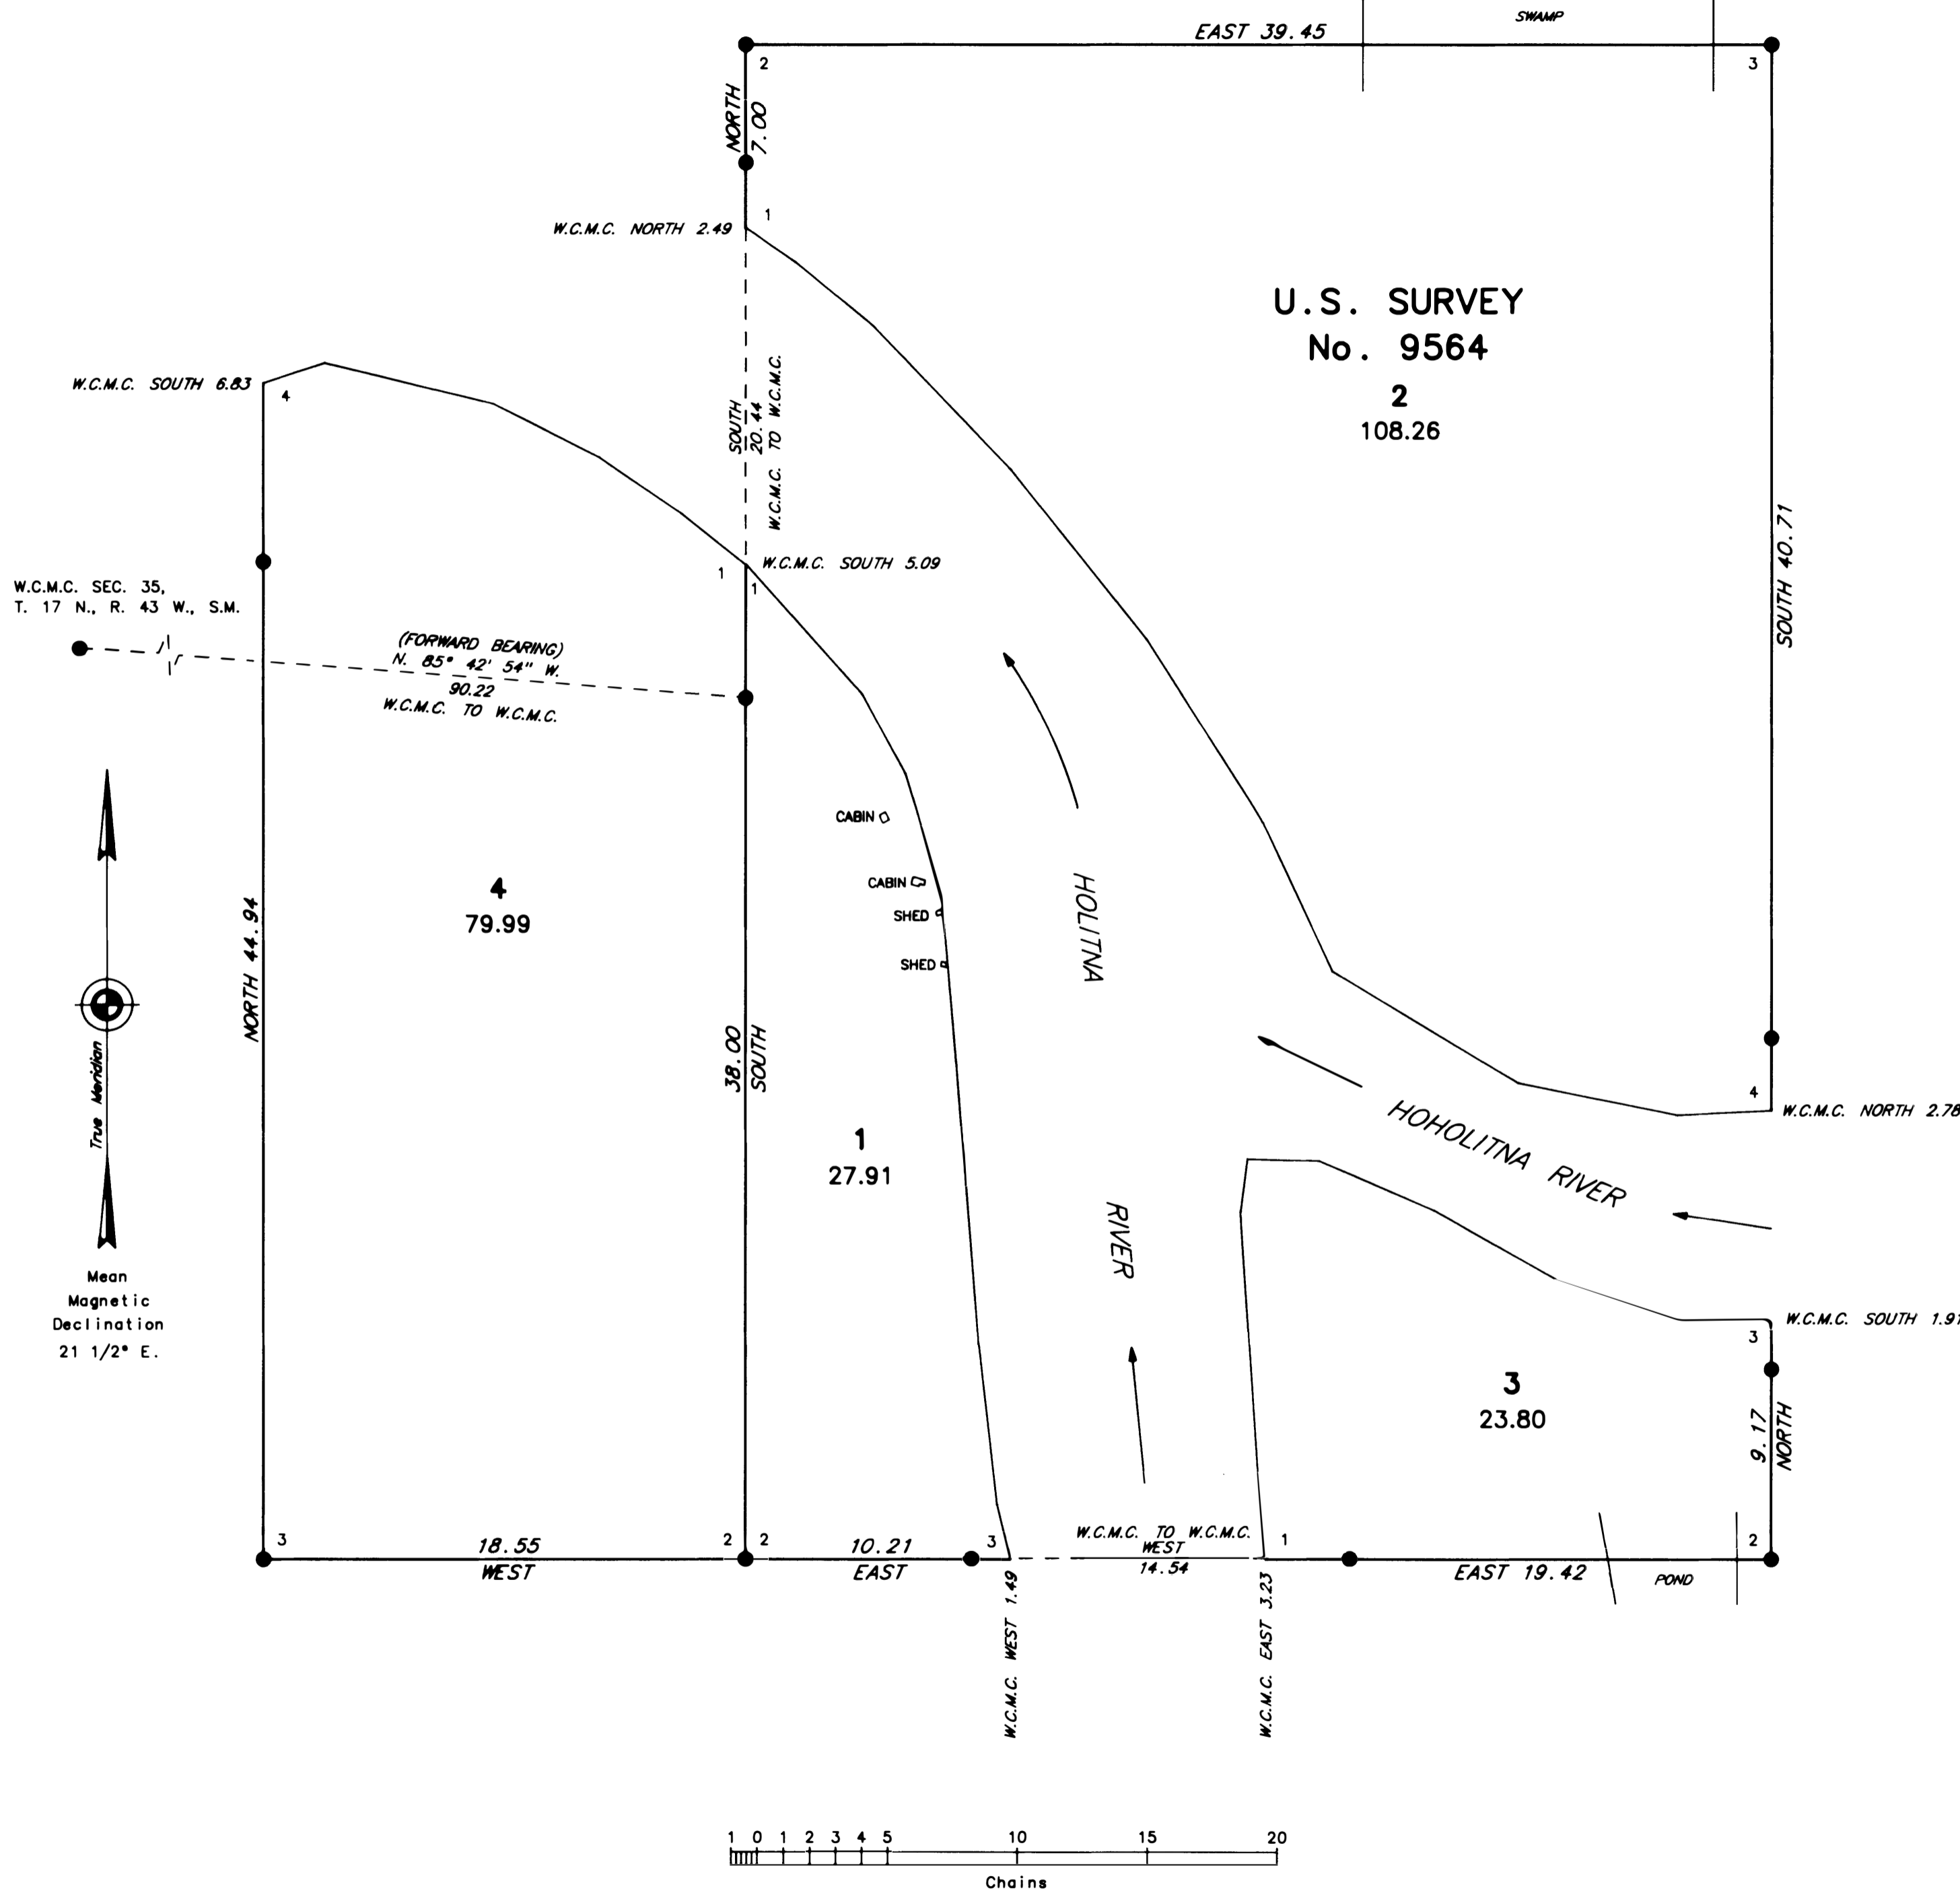 SWAMP
EAST 39.45
2
3
NORTH
7.00
1
W.C.M.C. NORTH 2.49
U.S. SURVEY
No. 9564
2
108.26
W.C.M.C. SOUTH 6.83
4
SOUTH
20.44
W.C.M.C. TO W.C.M.C.
W.C.M.C. SOUTH 5.09
1
1
SOUTH 40.71
W.C.M.C. SEC. 35,
T. 17 N., R. 43 W., S.M.
(FORWARD BEARING)
N. 85° 42' 54" W.
90.22
W.C.M.C. TO W.C.M.C.
CABIN
CABIN
SHED
SHED
HOLITNA
RIVER
4
79.99
NORTH 44.94
38.00
SOUTH
True Meridian
Mean
Magnetic
Declination
21 1/2° E.
1
27.91
4
W.C.M.C. NORTH 2.78
HOHOLITNA RIVER
W.C.M.C. SOUTH 1.91
3
3
23.80
9.17
NORTH
3
18.55
WEST
2
2
10.21
EAST
3
W.C.M.C. TO W.C.M.C.
WEST
14.54
1
EAST 19.42
2
POND
W.C.M.C. WEST 1.49
W.C.M.C. EAST 3.23
1 0 1 2 3 4 5 10 15 20
Chains